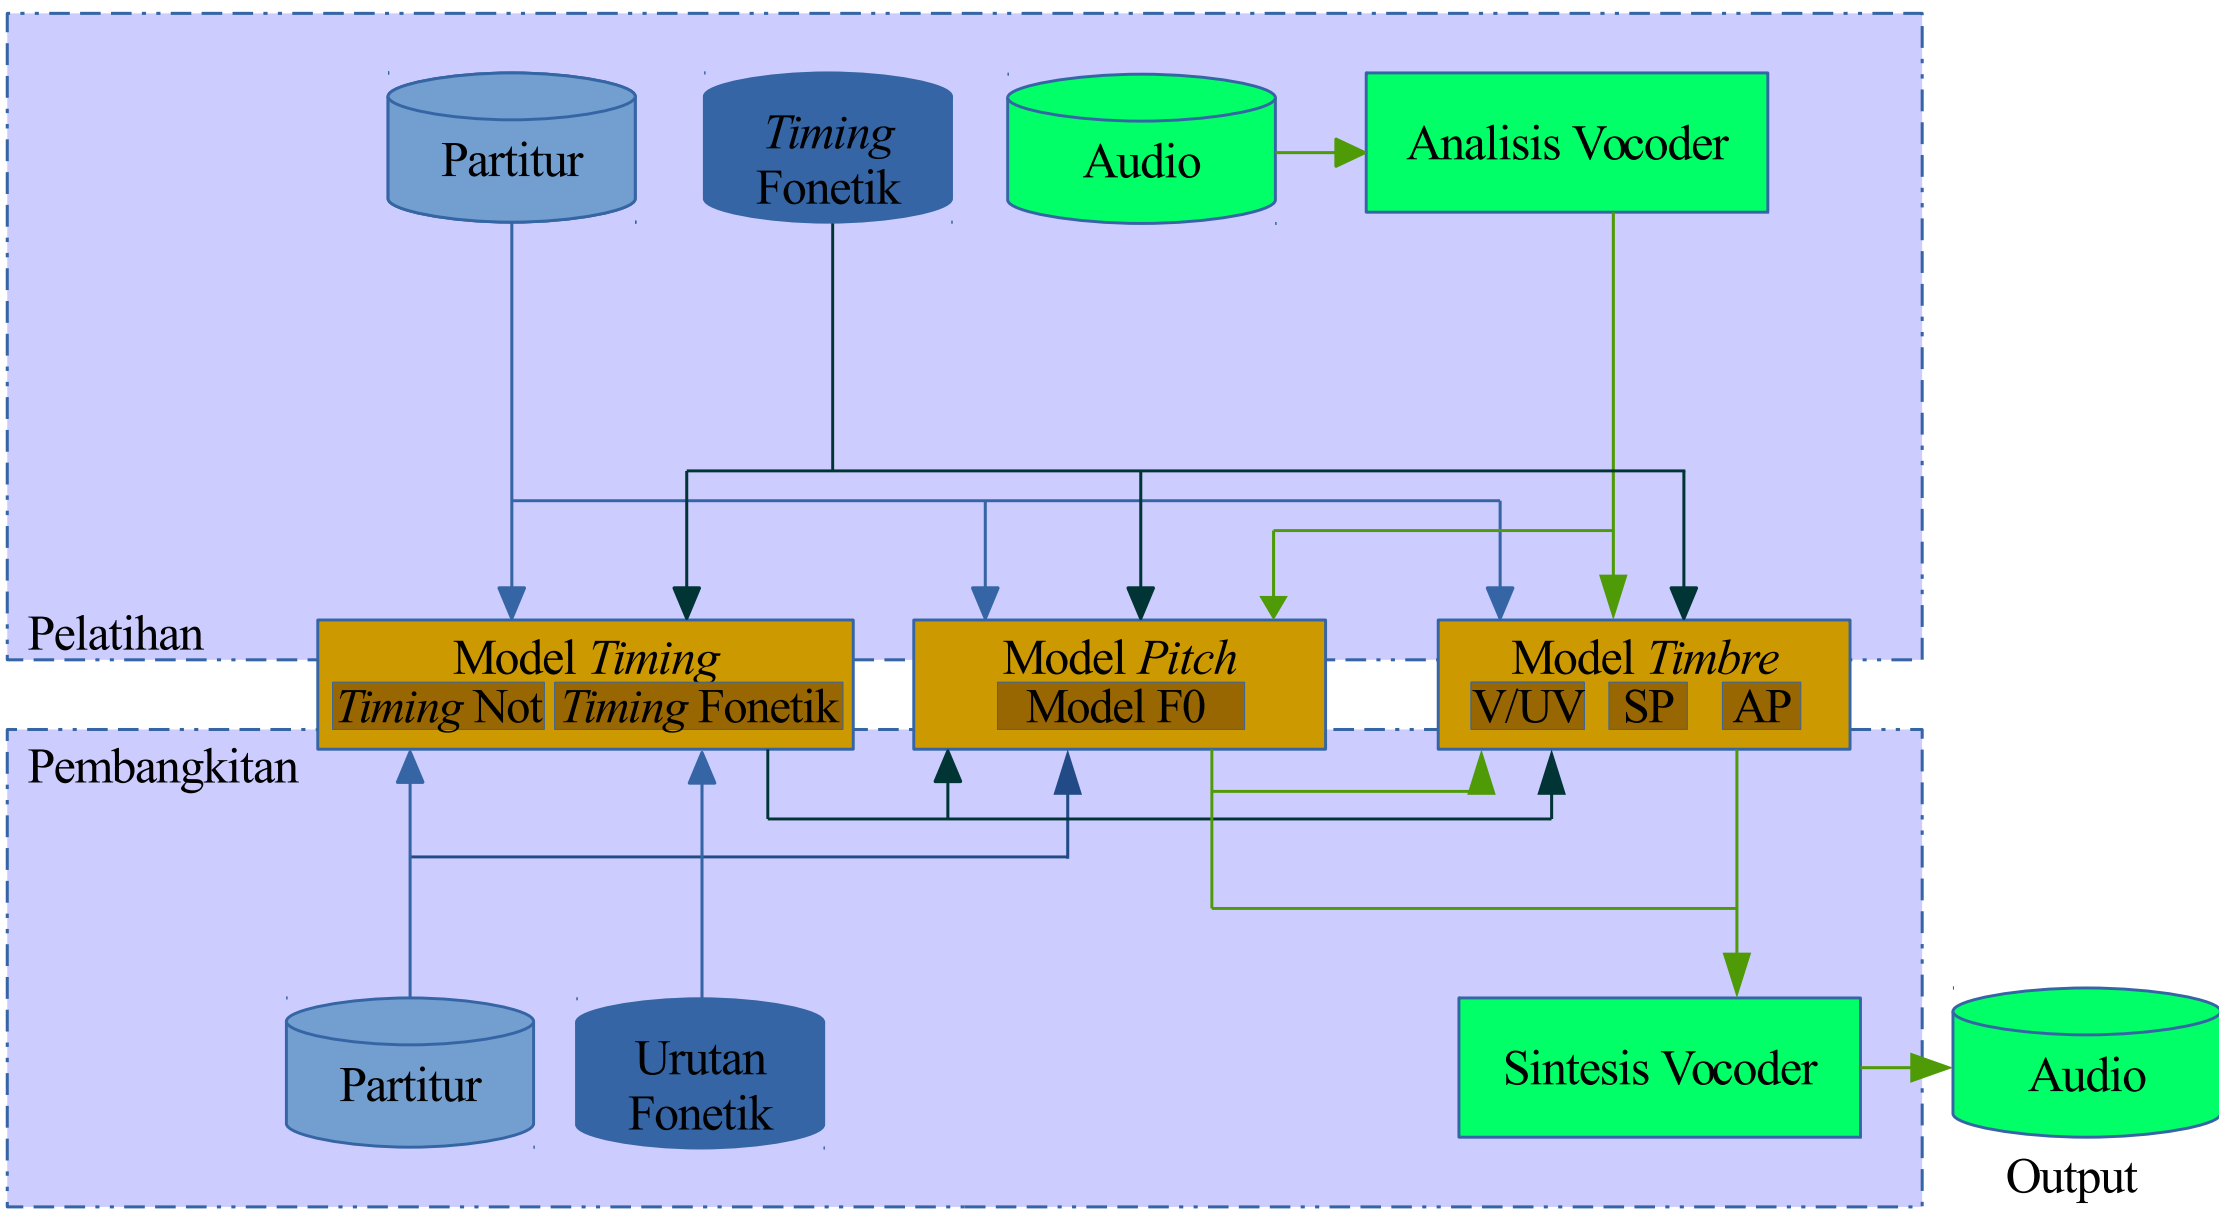 Partitur
Timing
Fonetik
Audio
Analisis Vocoder
Pelatihan
Model Timing
Timing Not
Timing Fonetik
Model Pitch
Model F0
Model Timbre
V/UV
SP
AP
Pembangkitan
Partitur
Urutan
Fonetik
Sintesis Vocoder
Audio
Output